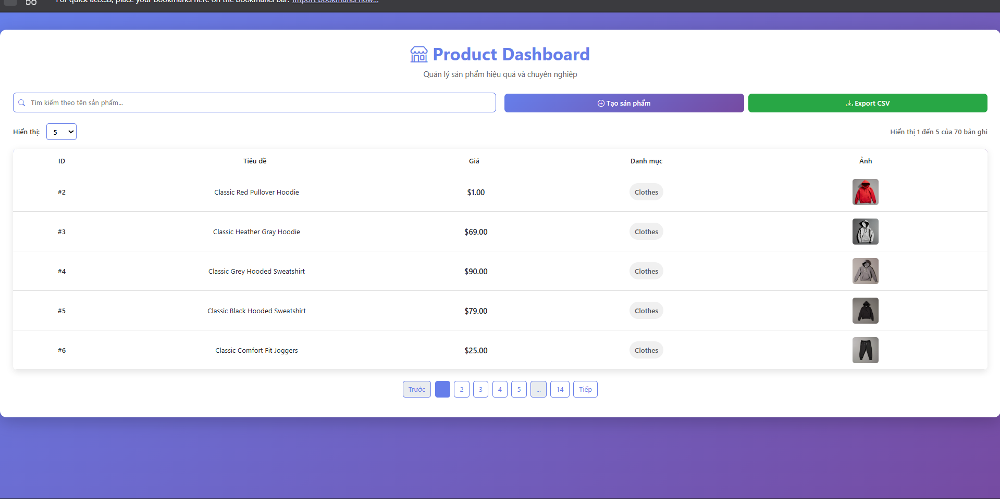 For quick access, place your bookmarks here on the bookmarks bar. Import bookmarks now...
Product Dashboard
Quản lý sản phẩm hiệu quả và chuyên nghiệp
Tìm kiếm theo tên sản phẩm...
Tạo sản phẩm
Export CSV
Hiển thị: 5
Hiển thị 1 đến 5 của 70 bản ghi
ID Tiêu đề Giá Danh mục Ảnh
#2 Classic Red Pullover Hoodie $1.00 Clothes
#3 Classic Heather Gray Hoodie $69.00 Clothes
#4 Classic Grey Hooded Sweatshirt $90.00 Clothes
#5 Classic Black Hooded Sweatshirt $79.00 Clothes
#6 Classic Comfort Fit Joggers $25.00 Clothes
Trước 2 3 4 5 ... 14 Tiếp